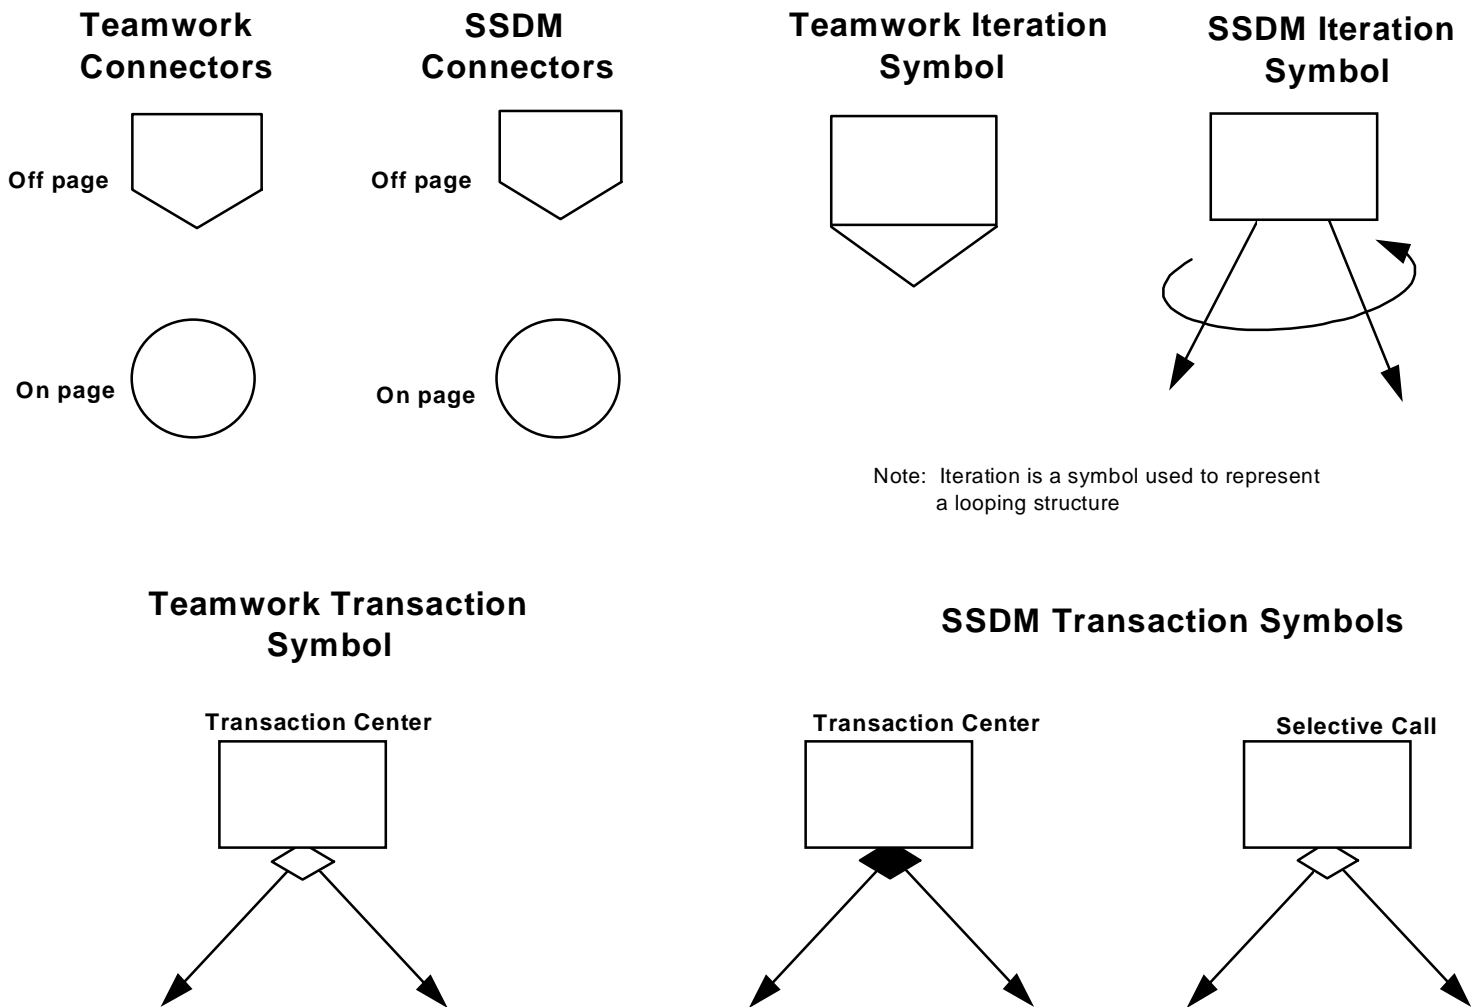 Teamwork
Connectors
SSDM
Connectors
Teamwork Iteration
Symbol
SSDM Iteration
Symbol
Off page
Off page
On page
On page
Note:  Iteration is a symbol used to represent
a looping structure
Teamwork Transaction
Symbol
SSDM Transaction Symbols
Transaction Center
Transaction Center
Selective Call